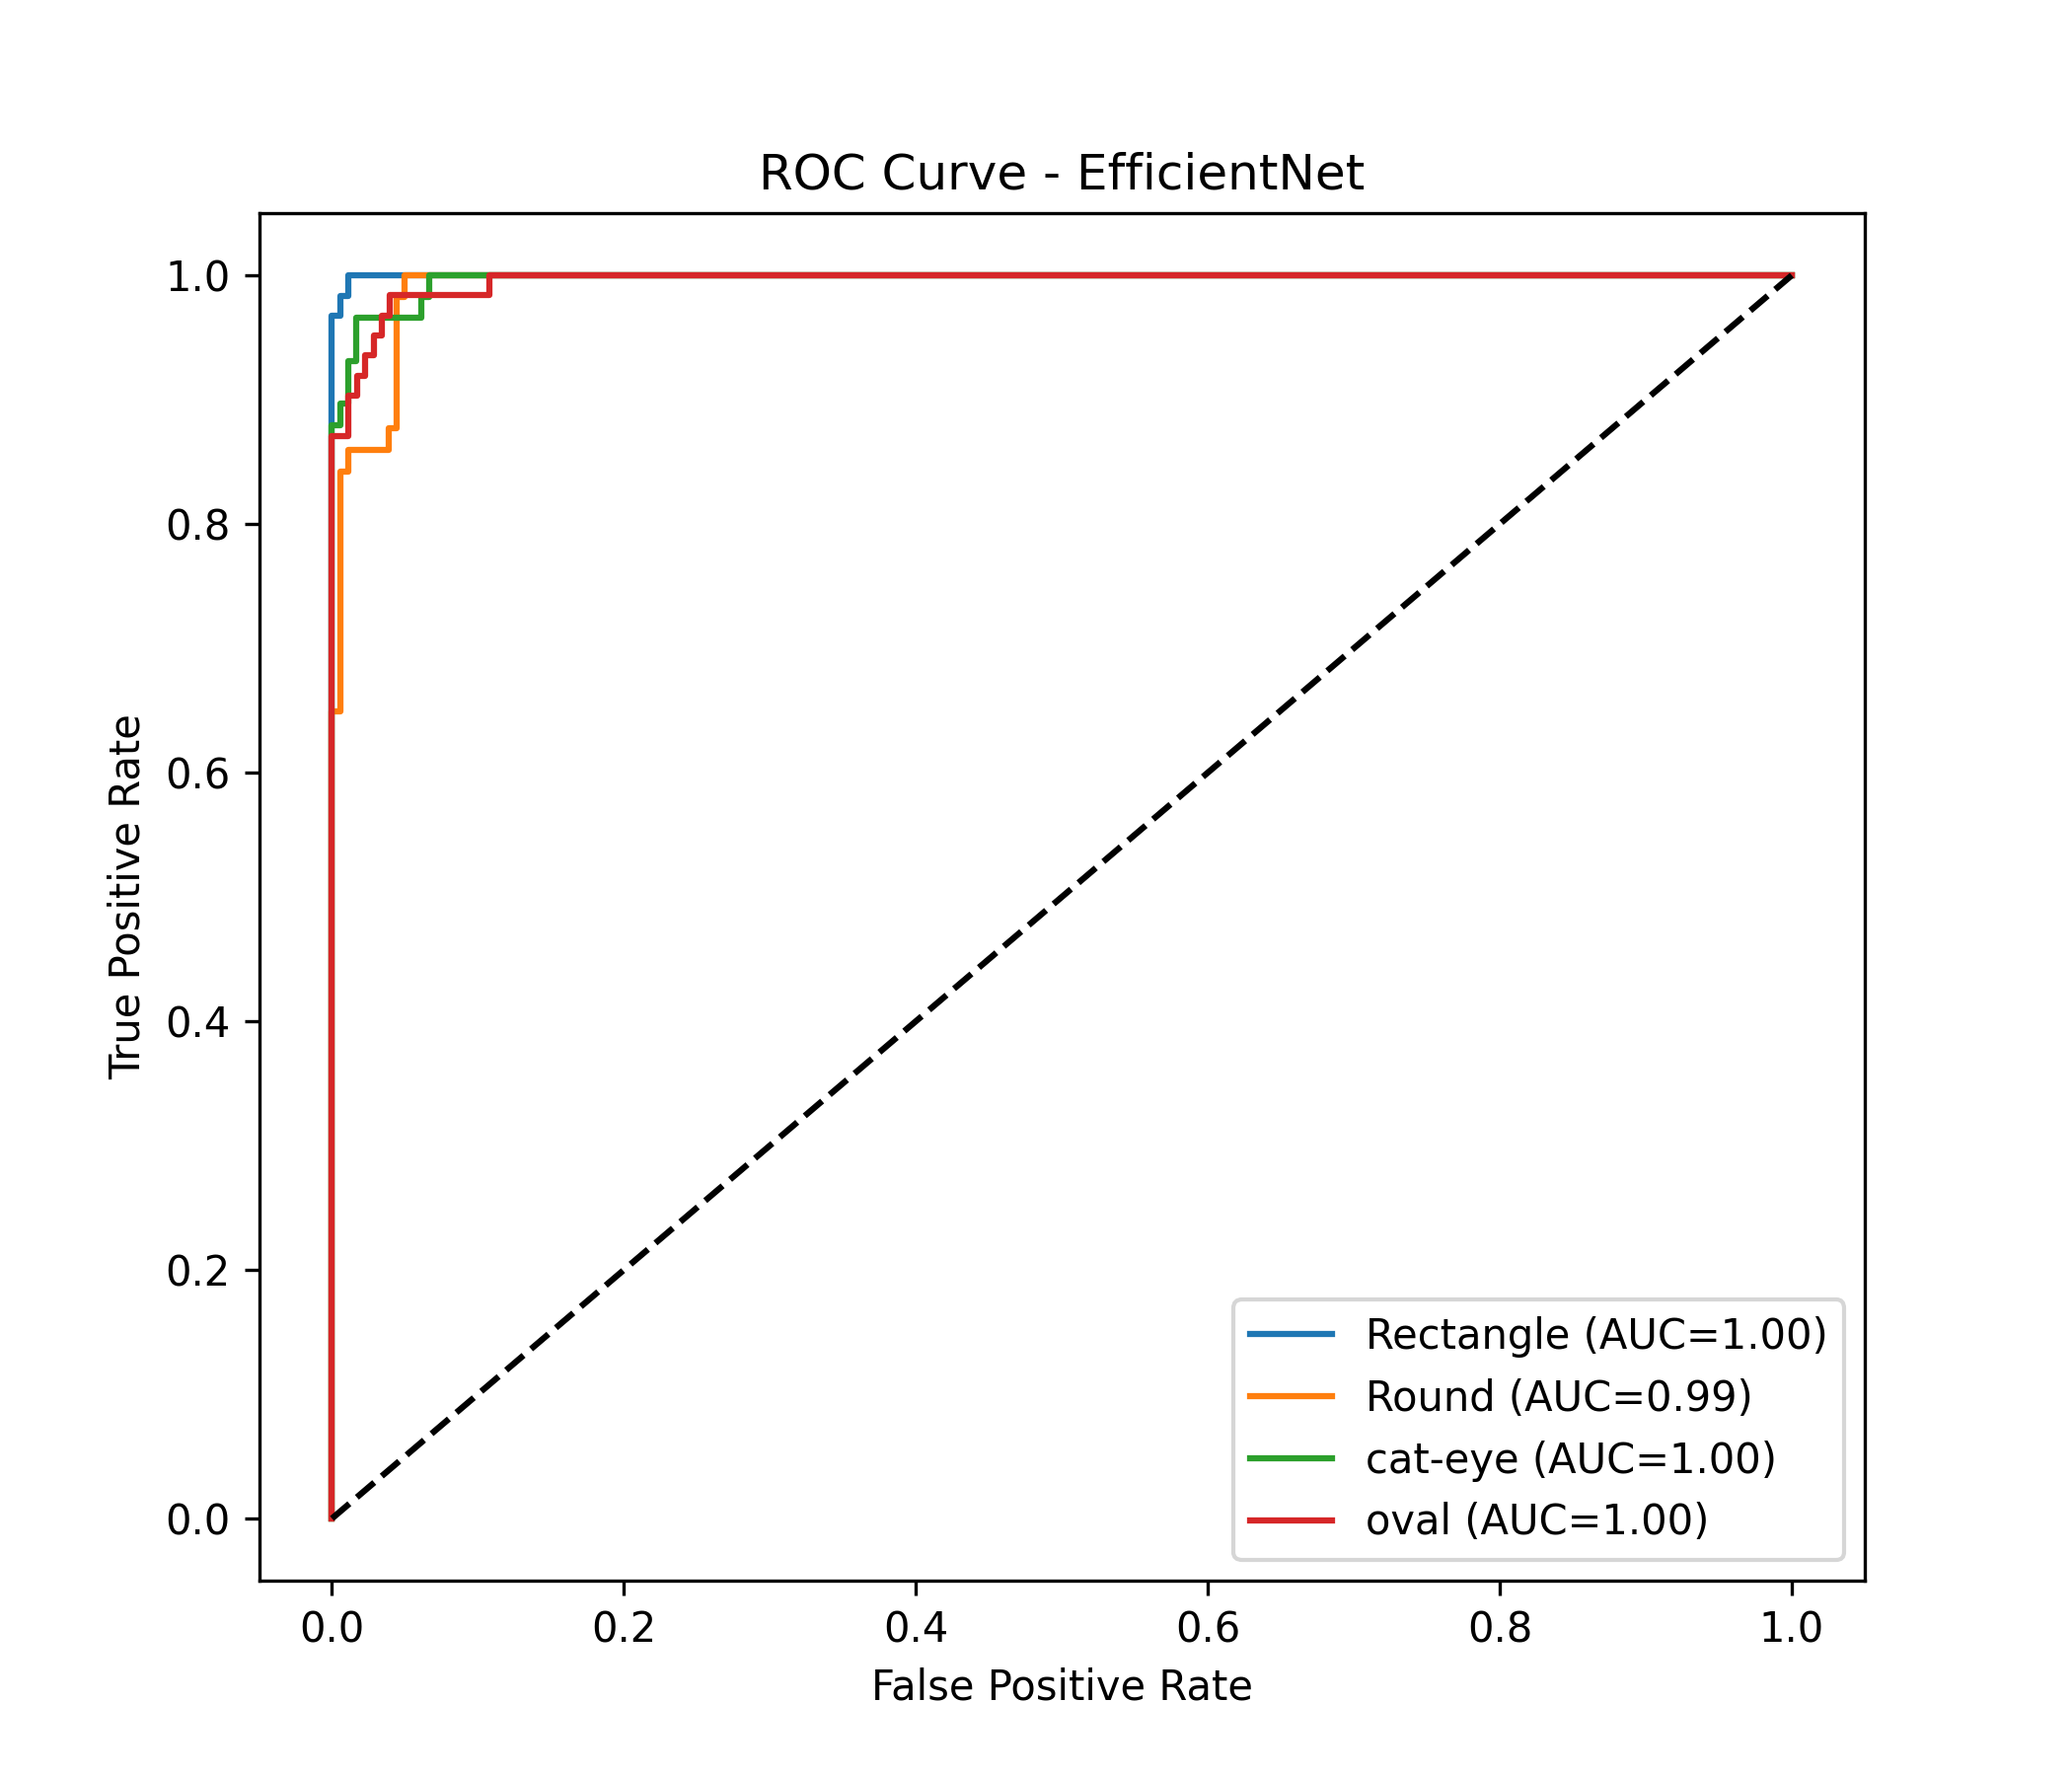 ROC Curve - EfficientNet
True Positive Rate
1.0
0.8
0.6
0.4
0.2
0.0
0.0 0.2 0.4 0.6 0.8 1.0
False Positive Rate
Rectangle (AUC=1.00)
Round (AUC=0.99)
cat-eye (AUC=1.00)
oval (AUC=1.00)